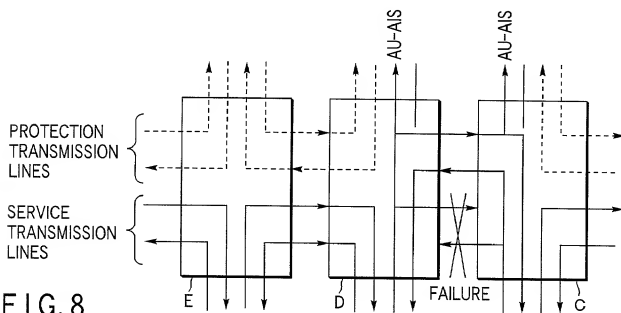 AU-AIS
AU-AIS
PROTECTION
TRANSMISSION
LINES
SERVICE
TRANSMISSION
LINES
E
D
FAILURE
C
FIG. 8